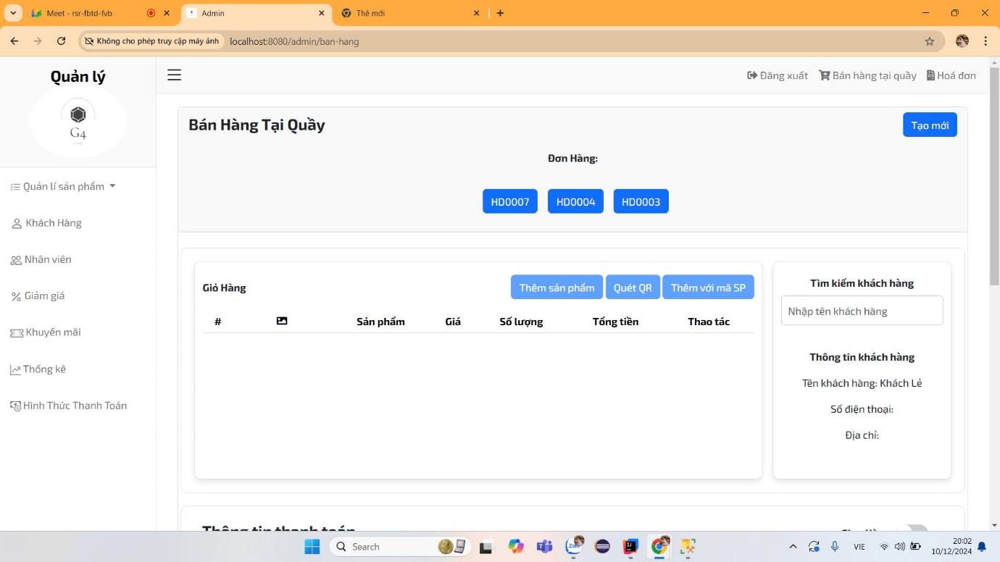 Meet - rsr-fbtd-fvb
Admin
Thẻ mới
Không cho phép truy cập máy ảnh
localhost:8080/admin/ban-hang
Quản lý
G4
Đăng xuất
Bán hàng tại quầy
Hoá đơn
Bán Hàng Tại Quầy
Tạo mới
Đơn Hàng:
HD0007
HD0004
HD0003
Quản lí sản phẩm
Khách Hàng
Nhân viên
Giảm giá
Khuyến mãi
Thống kê
Hình Thức Thanh Toán
Giỏ Hàng
Thêm sản phẩm
Quét QR
Thêm với mã SP
# Sản phẩm Giá Số lượng Tổng tiền Thao tác
Tìm kiếm khách hàng
Nhập tên khách hàng
Thông tin khách hàng
Tên khách hàng: Khách Lẻ
Số điện thoại:
Địa chỉ:
Thông tin thanh toán
Search
Zalo
VIE
20:02
10/12/2024